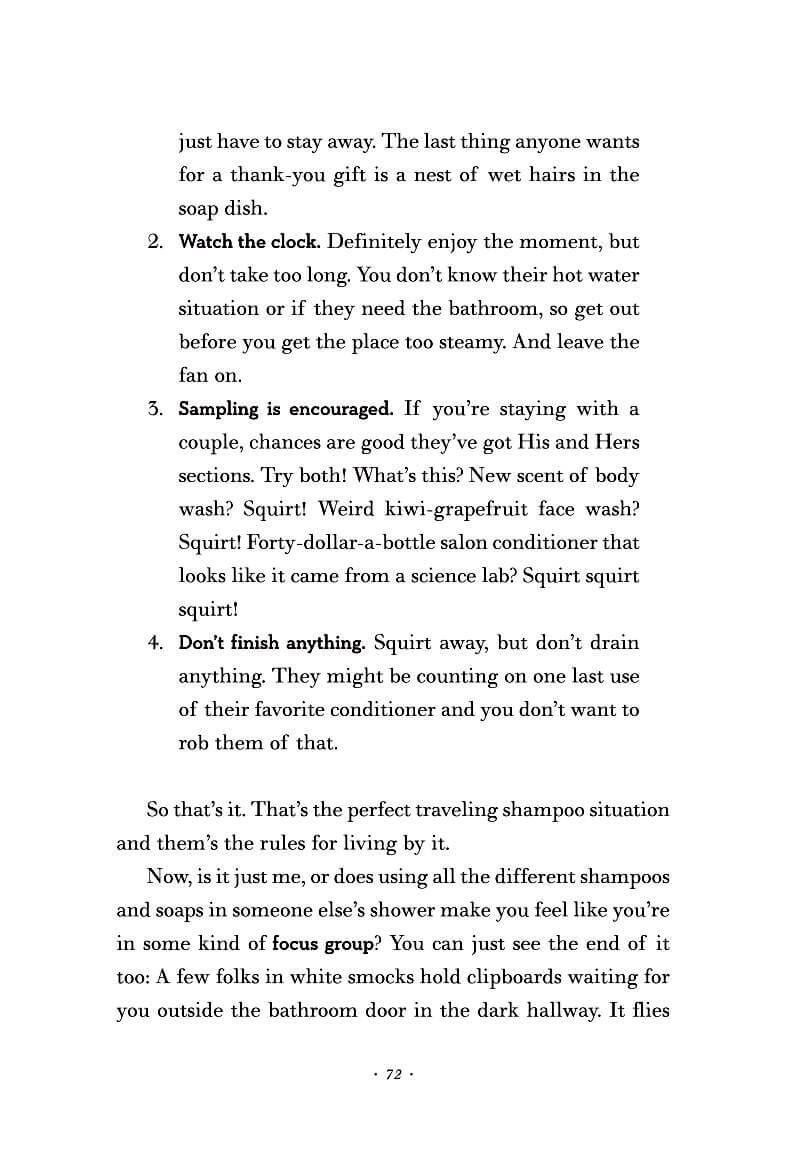 just have to stay away. The last thing anyone wants
for a thank-you gift is a nest of wet hairs in the
soap dish.
2. Watch the clock. Definitely enjoy the moment, but
don’t take too long. You don’t know their hot water
situation or if they need the bathroom, so get out
before you get the place too steamy. And leave the
fan on.
3. Sampling is encouraged. If you’re staying with a
couple, chances are good they’ve got His and Hers
sections. Try both! What’s this? New scent of body
wash? Squirt! Weird kiwi-grapefruit face wash?
Squirt! Forty-dollar-a-bottle salon conditioner that
looks like it came from a science lab? Squirt squirt
squirt!
4. Don’t finish anything. Squirt away, but don’t drain
anything. They might be counting on one last use
of their favorite conditioner and you don’t want to
rob them of that.
So that’s it. That’s the perfect traveling shampoo situation
and them’s the rules for living by it.
Now, is it just me, or does using all the different shampoos
and soaps in someone else’s shower make you feel like you’re
in some kind of focus group? You can just see the end of it
too: A few folks in white smocks hold clipboards waiting for
you outside the bathroom door in the dark hallway. It flies
· 72 ·